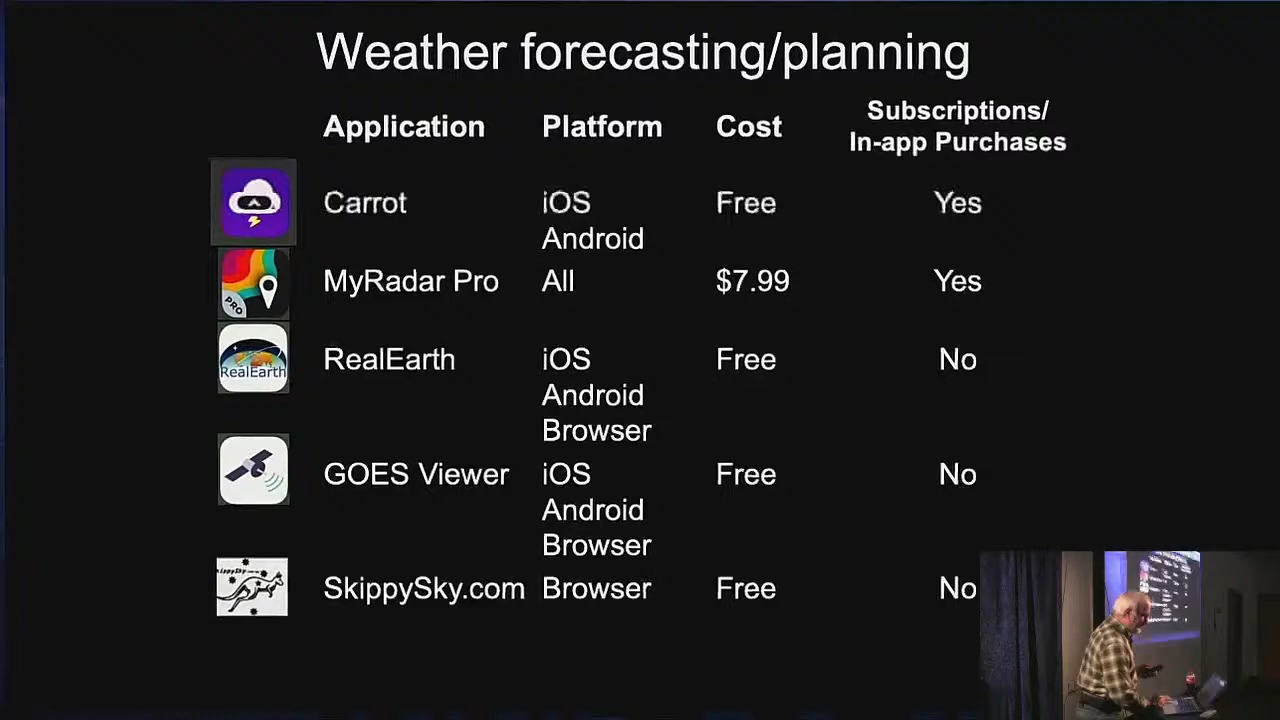 Weather forecasting/planning
Application Platform Cost Subscriptions/
In-app Purchases
Carrot iOS Free Yes
Android
PRO
MyRadar Pro All $7.99 Yes
RealEarth
RealEarth iOS Free No
Android
Browser
GOES Viewer iOS Free No
Android
Browser
SkippySky.com Browser Free No